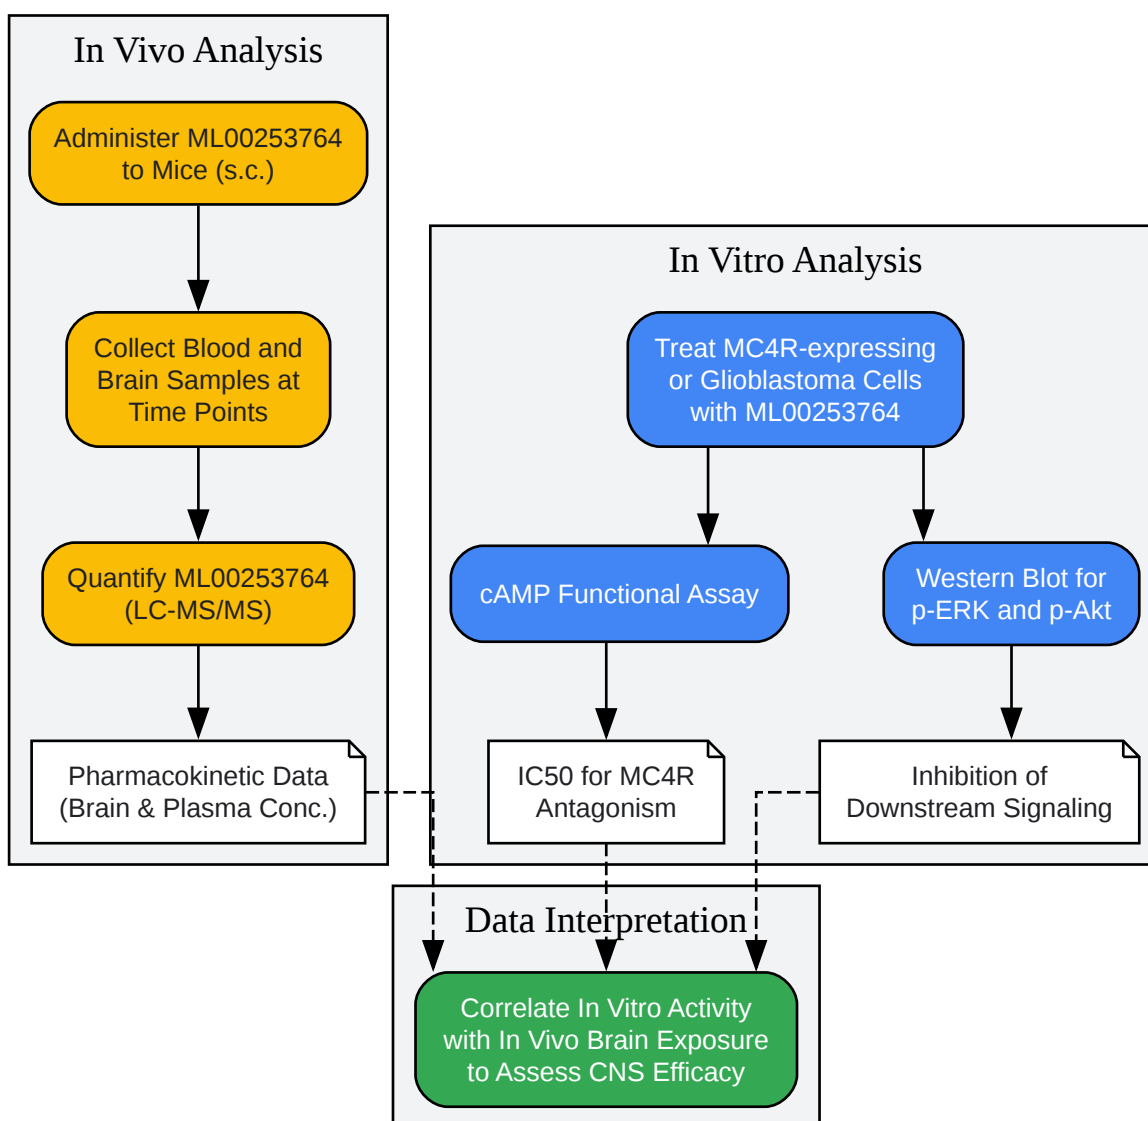 In Vivo Analysis
Administer ML00253764
to Mice (s.c.)
Collect Blood and
Brain Samples at
Time Points
Quantify ML00253764
(LC-MS/MS)
Pharmacokinetic Data
(Brain & Plasma Conc.)
In Vitro Analysis
Treat MC4R-expressing
or Glioblastoma Cells
with ML00253764
cAMP Functional Assay
Western Blot for
p-ERK and p-Akt
IC50 for MC4R
Antagonism
Inhibition of
Downstream Signaling
Data Interpretation
Correlate In Vitro Activity
with In Vivo Brain Exposure
to Assess CNS Efficacy